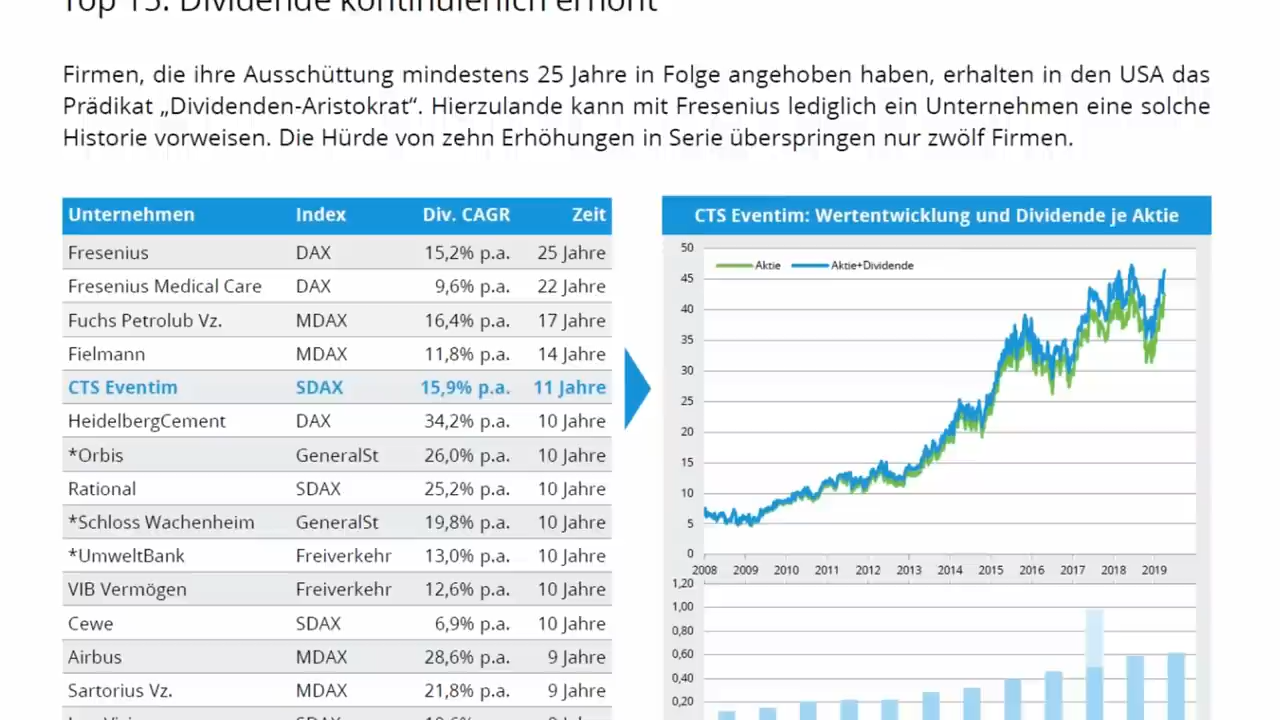 Top 15: Dividende kontinuierlich erhöht
Firmen, die ihre Ausschüttung mindestens 25 Jahre in Folge angehoben haben, erhalten in den USA das
Prädikat „Dividenden-Aristokrat“. Hierzulande kann mit Fresenius lediglich ein Unternehmen eine solche
Historie vorweisen. Die Hürde von zehn Erhöhungen in Serie überspringen nur zwölf Firmen.
Unternehmen Index Div. CAGR Zeit
Fresenius DAX 15,2% p.a. 25 Jahre
Fresenius Medical Care DAX 9,6% p.a. 22 Jahre
Fuchs Petrolub Vz. MDAX 16,4% p.a. 17 Jahre
Fielmann MDAX 11,8% p.a. 14 Jahre
CTS Eventim SDAX 15,9% p.a. 11 Jahre
HeidelbergCement DAX 34,2% p.a. 10 Jahre
*Orbis GeneralSt 26,0% p.a. 10 Jahre
Rational SDAX 25,2% p.a. 10 Jahre
*Schloss Wachenheim GeneralSt 19,8% p.a. 10 Jahre
*UmweltBank Freiverkehr 13,0% p.a. 10 Jahre
VIB Vermögen Freiverkehr 12,6% p.a. 10 Jahre
Cewe SDAX 6,9% p.a. 10 Jahre
Airbus MDAX 28,6% p.a. 9 Jahre
Sartorius Vz. MDAX 21,8% p.a. 9 Jahre
CTS Eventim: Wertentwicklung und Dividende je Aktie
Aktie Aktie+Dividende
50
45
40
35
30
25
20
15
10
5
0
2008 2009 2010 2011 2012 2013 2014 2015 2016 2017 2018 2019
1,20
1,00
0,80
0,60
0,40
0,20